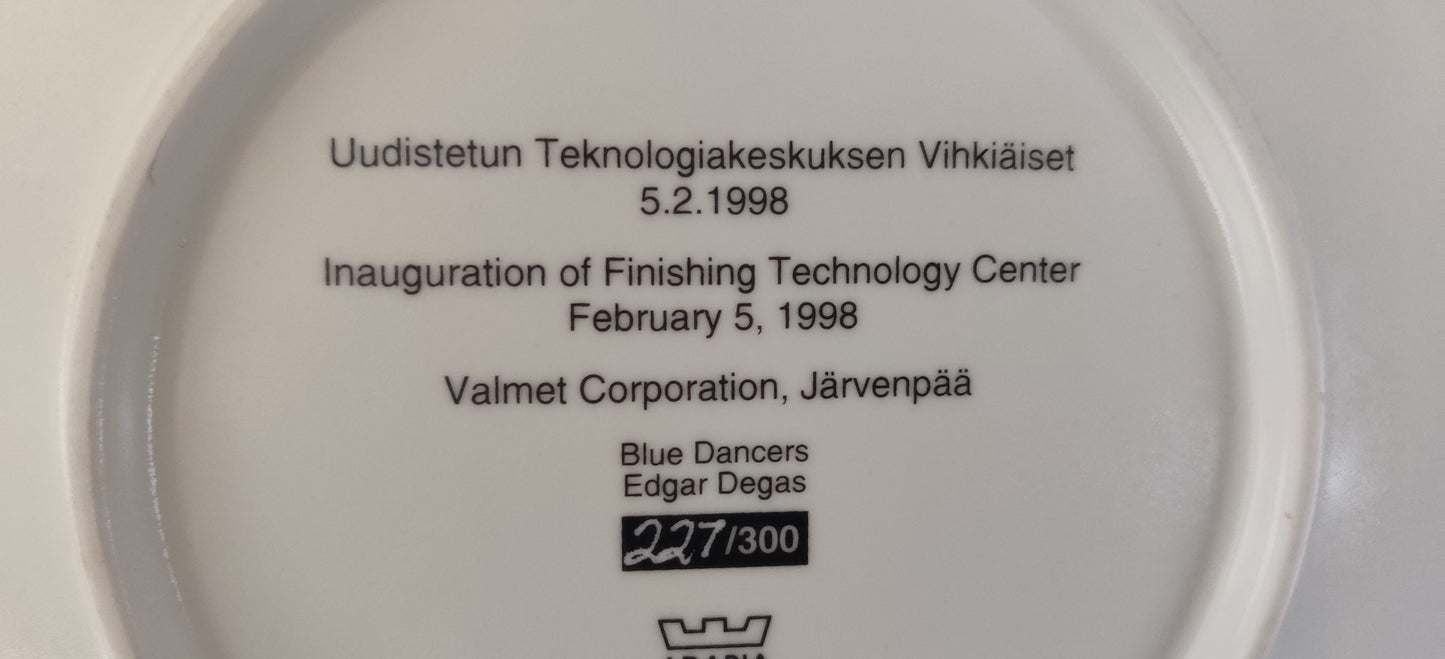 Uudistetun Teknologiakeskuksen Vihkiäiset
5.2.1998
Inauguration of Finishing Technology Center
February 5, 1998
Valmet Corporation, Järvenpää
Blue Dancers
Edgar Degas
227/300
ARABIA